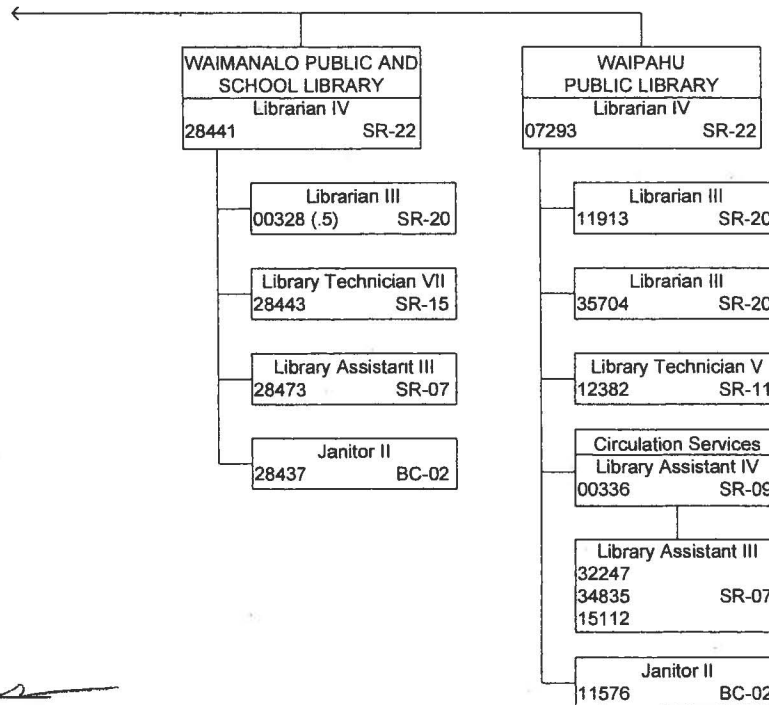 WAIMANALO PUBLIC AND
SCHOOL LIBRARY
Librarian IV
28441 SR-22
Librarian III
00328 (.5) SR-20
Library Technician VII
28443 SR-15
Library Assistant III
28473 SR-07
Janitor II
28437 BC-02
WAIPAHU
PUBLIC LIBRARY
Librarian IV
07293 SR-22
Librarian III
11913 SR-20
Librarian III
35704 SR-20
Library Technician V
12382 SR-11
Circulation Services
Library Assistant IV
00336 SR-09
Library Assistant III
32247
34835 SR-07
15112
Janitor II
11576 BC-02